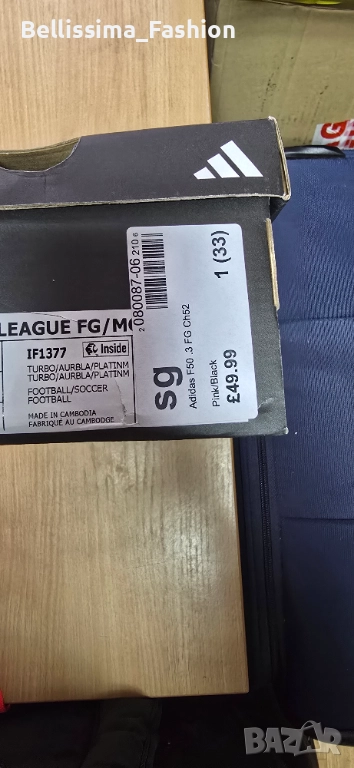 Bellissima_Fashion
LEAGUE FG/M
IF1377
Inside
TURBO/AURBLA/PLATINM
TURBO/AURBLA/PLATINM
FOOTBALL/SOCCER
FOOTBALL
MADE IN CAMBODIA
FABRIQUE AU CAMBODGE
2080087-06 210 6
sg
Adidas F50 .3 FG Ch52
Pink/Black
£49.99
1 (33)
BAZAR